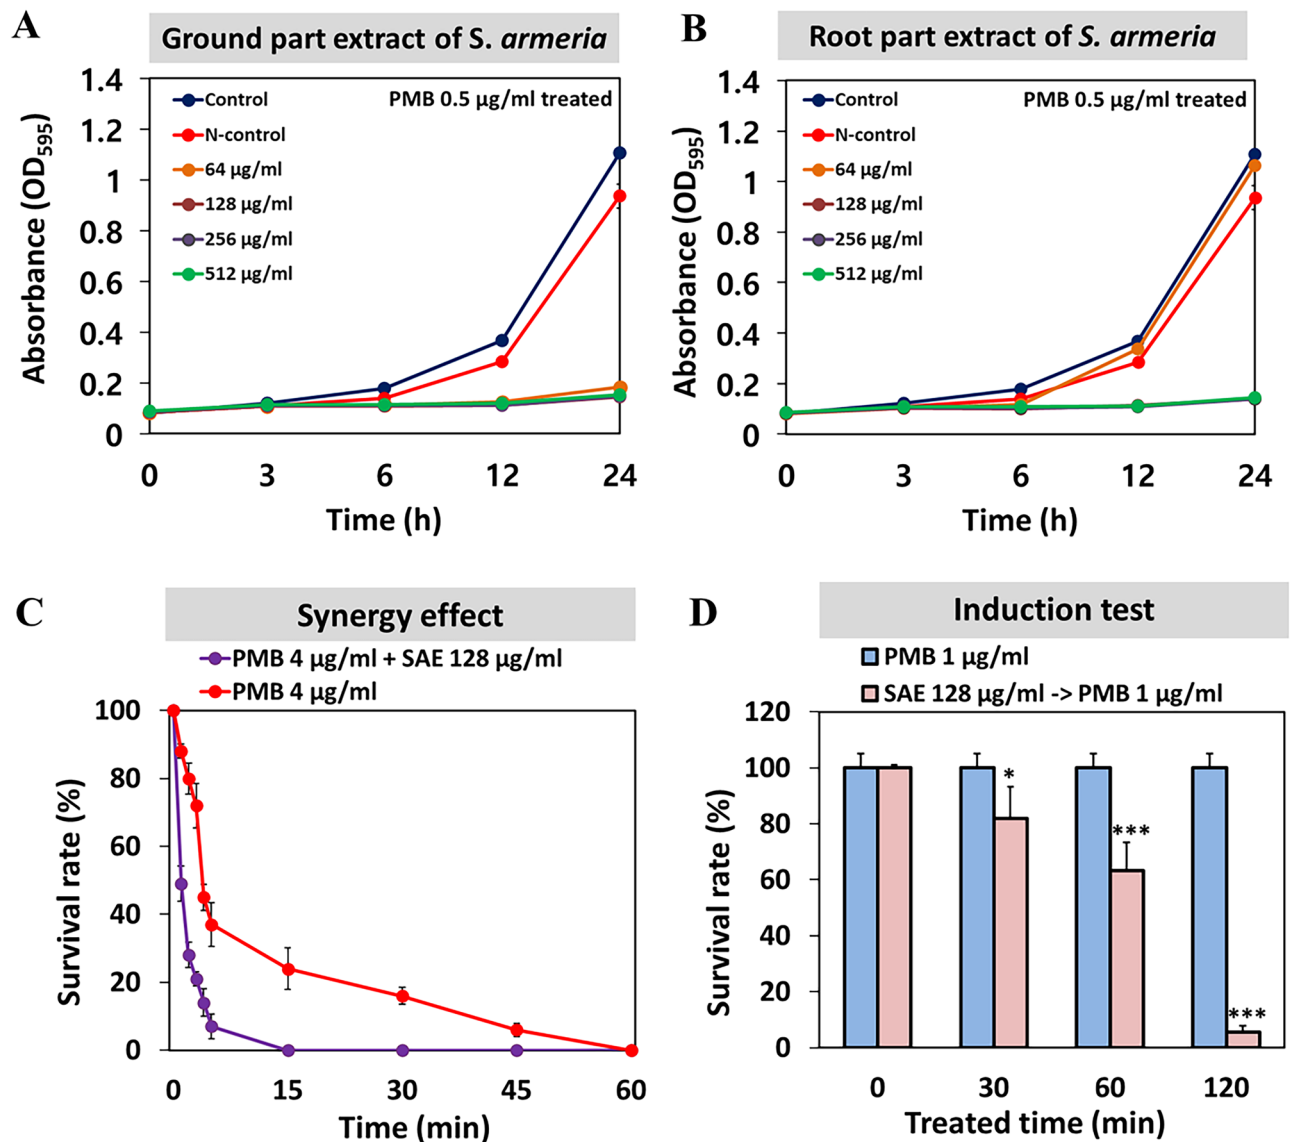 A
Ground part extract of S. armeria
PMB 0.5 µg/ml treated
Control
N-control
64 µg/ml
128 µg/ml
256 µg/ml
512 µg/ml
Absorbance (OD595)
1.4
1.2
1
0.8
0.6
0.4
0.2
0
0 3 6 12 24
Time (h)
B
Root part extract of S. armeria
PMB 0.5 µg/ml treated
Control
N-control
64 µg/ml
128 µg/ml
256 µg/ml
512 µg/ml
Absorbance (OD595)
1.4
1.2
1
0.8
0.6
0.4
0.2
0
0 3 6 12 24
Time (h)
C
Synergy effect
PMB 4 µg/ml + SAE 128 µg/ml
PMB 4 µg/ml
Survival rate (%)
100
80
60
40
20
0
0 15 30 45 60
Time (min)
D
Induction test
PMB 1 µg/ml
SAE 128 µg/ml -> PMB 1 µg/ml
Survival rate (%)
120
100
80
60
40
20
0
*
***
***
0 30 60 120
Treated time (min)